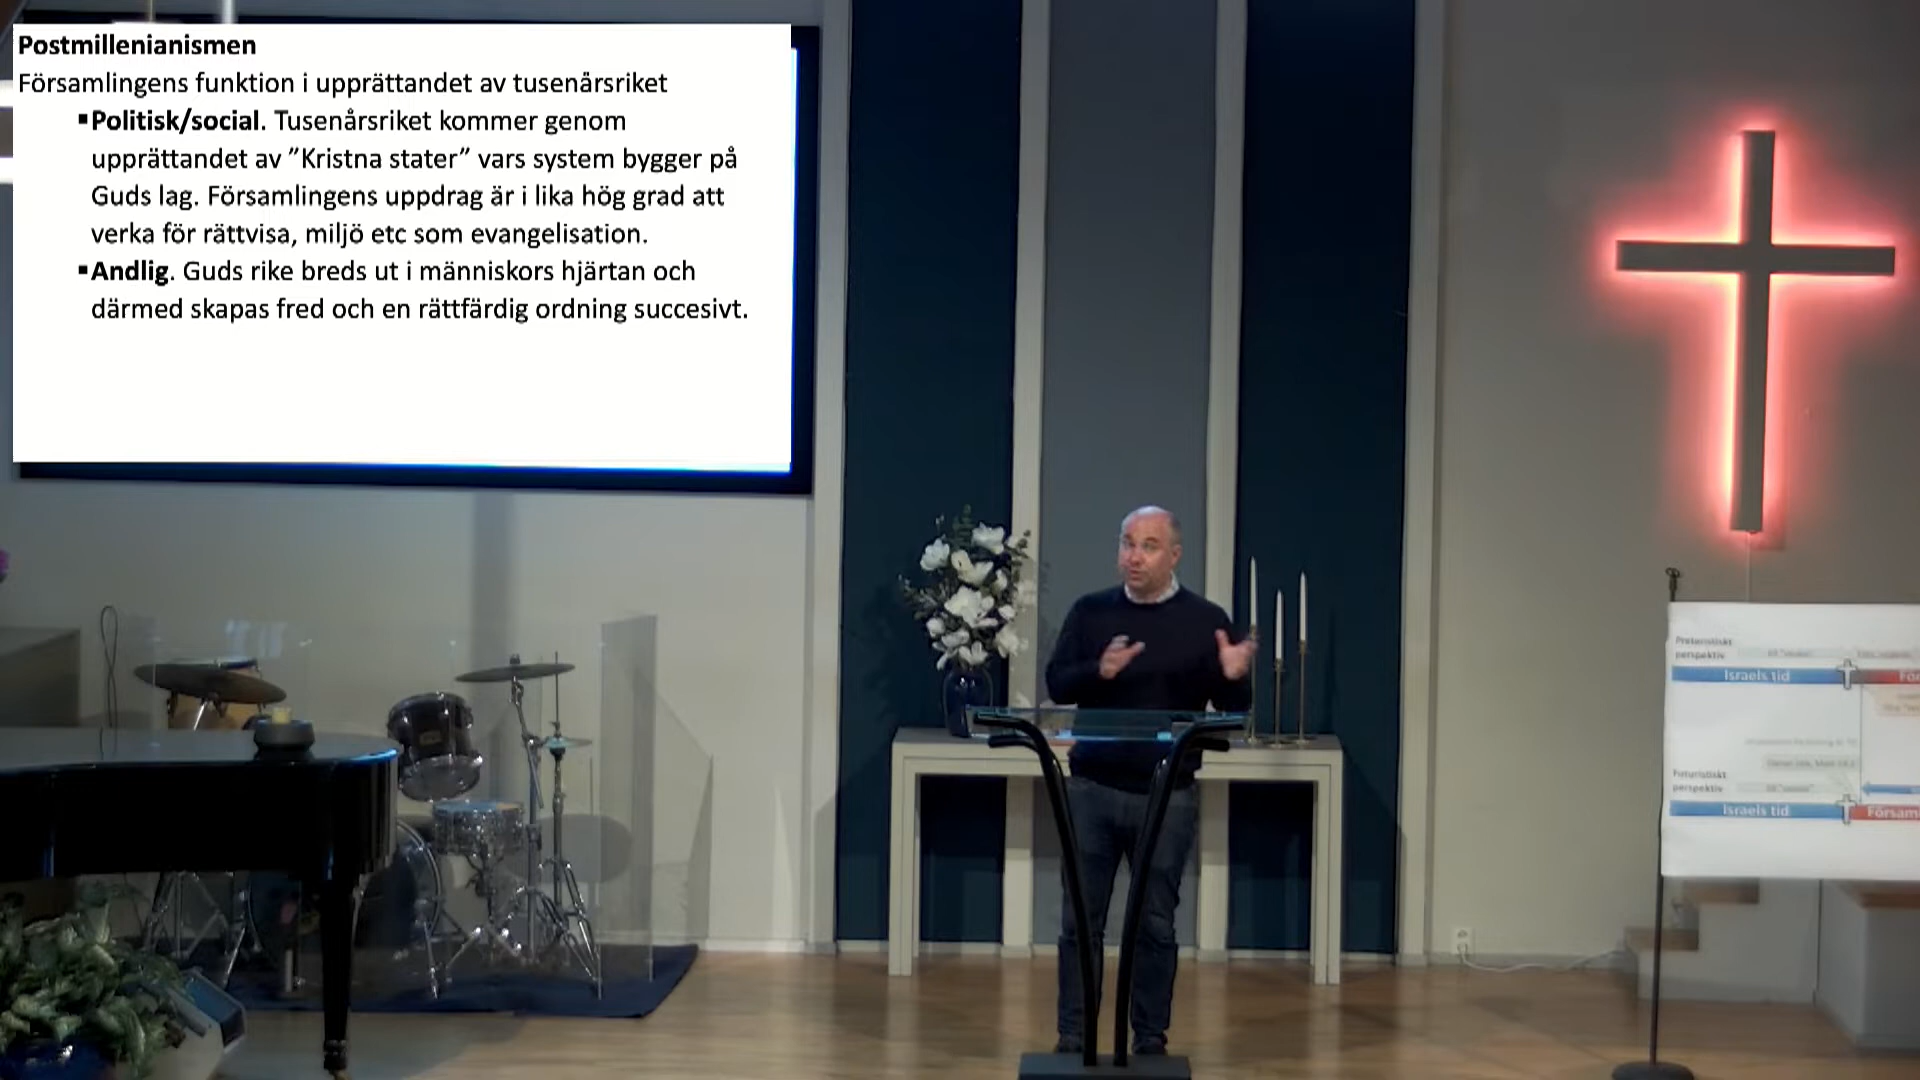 Postmillenianismen
Församlingens funktion i upprättandet av tusenårsriket
▪Politisk/social. Tusenårsriket kommer genom
upprättandet av ”Kristna stater” vars system bygger på
Guds lag. Församlingens uppdrag är i lika hög grad att
verka för rättvisa, miljö etc som evangelisation.
▪Andlig. Guds rike breds ut i människors hjärtan och
därmed skapas fred och en rättfärdig ordning succesivt.
Preteristiskt
perspektiv
Israels tid
Futuristiskt
perspektiv
Israels tid